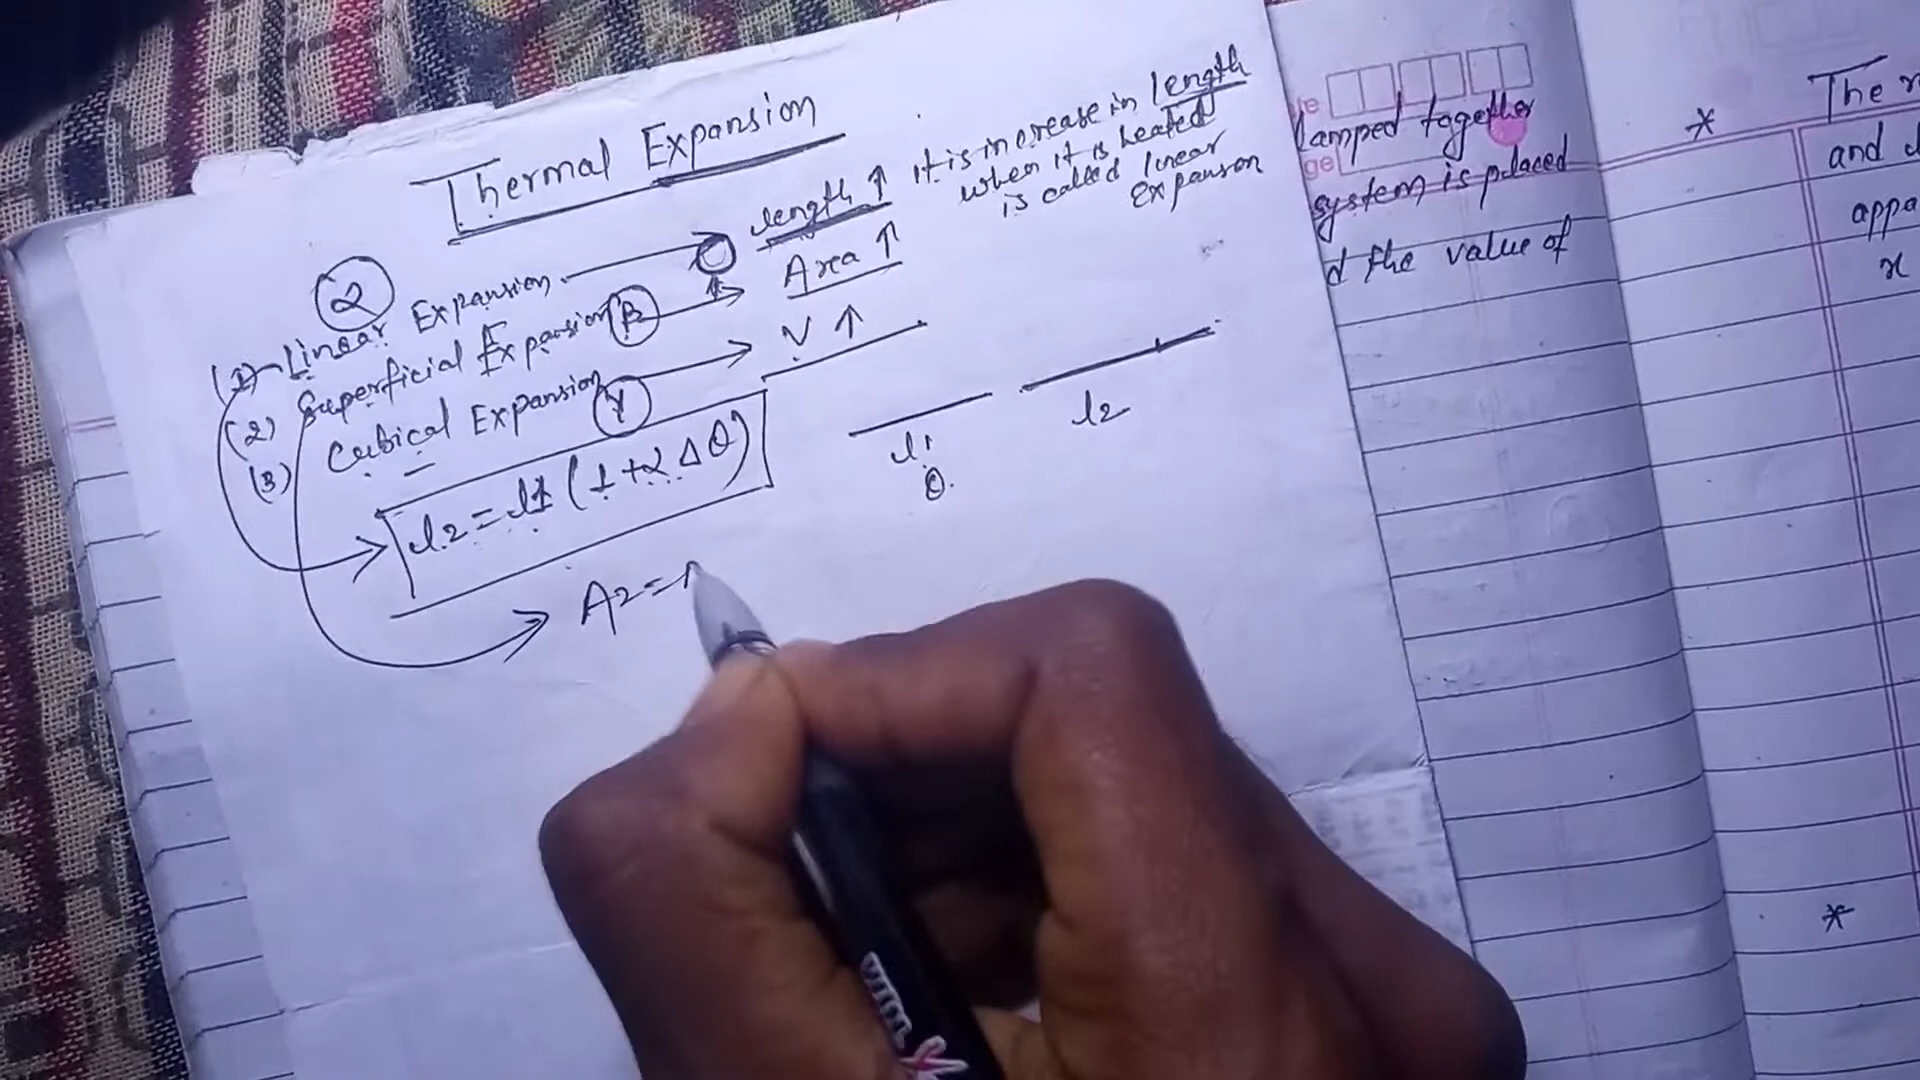 Thermal Expansion
α
(1) Linear Expansion length ↑
It is increase in length
when it is heated
is called linear
expanson
(2) Superficial Expansion β Area ↑
(3) Cubical Expansion γ V ↑
l2 = l1 (1 + α Δθ)
l1
θ.
l2
A2 =
lamped together
ge
system is placed
d the value of
*
The r
and
appa
x
*